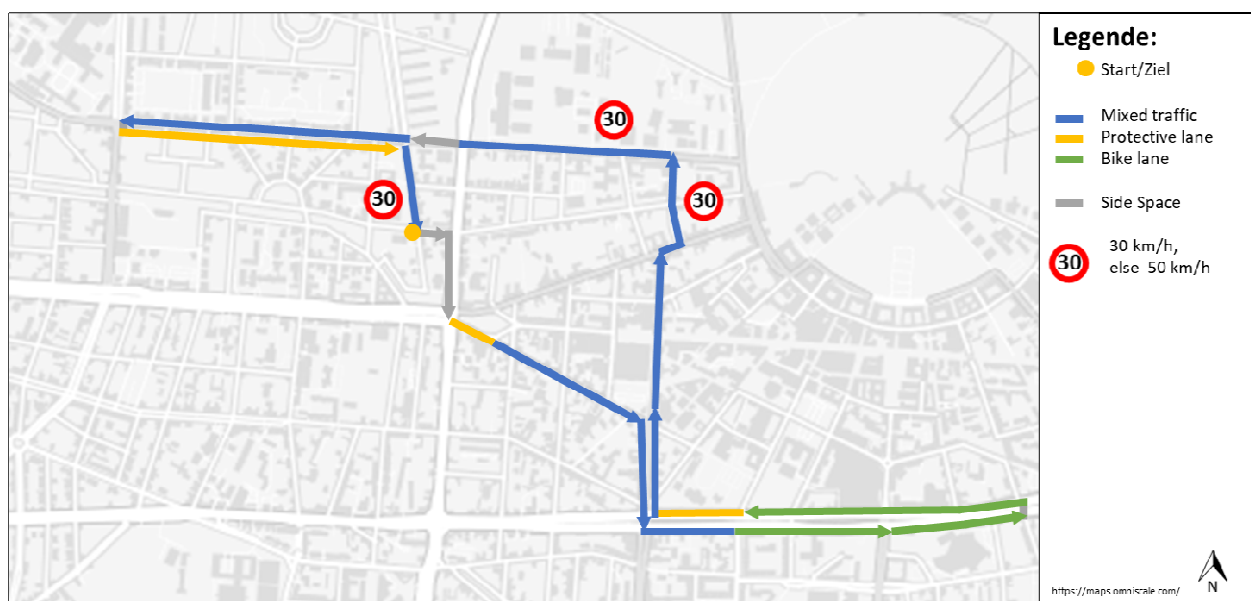 Legende:
Start/Ziel
30
Mixed traffic
Protective lane
Bike lane
30
30
Side Space
30 km/h,
30
else 50 km/h
https://maps.omniscale.com/
N